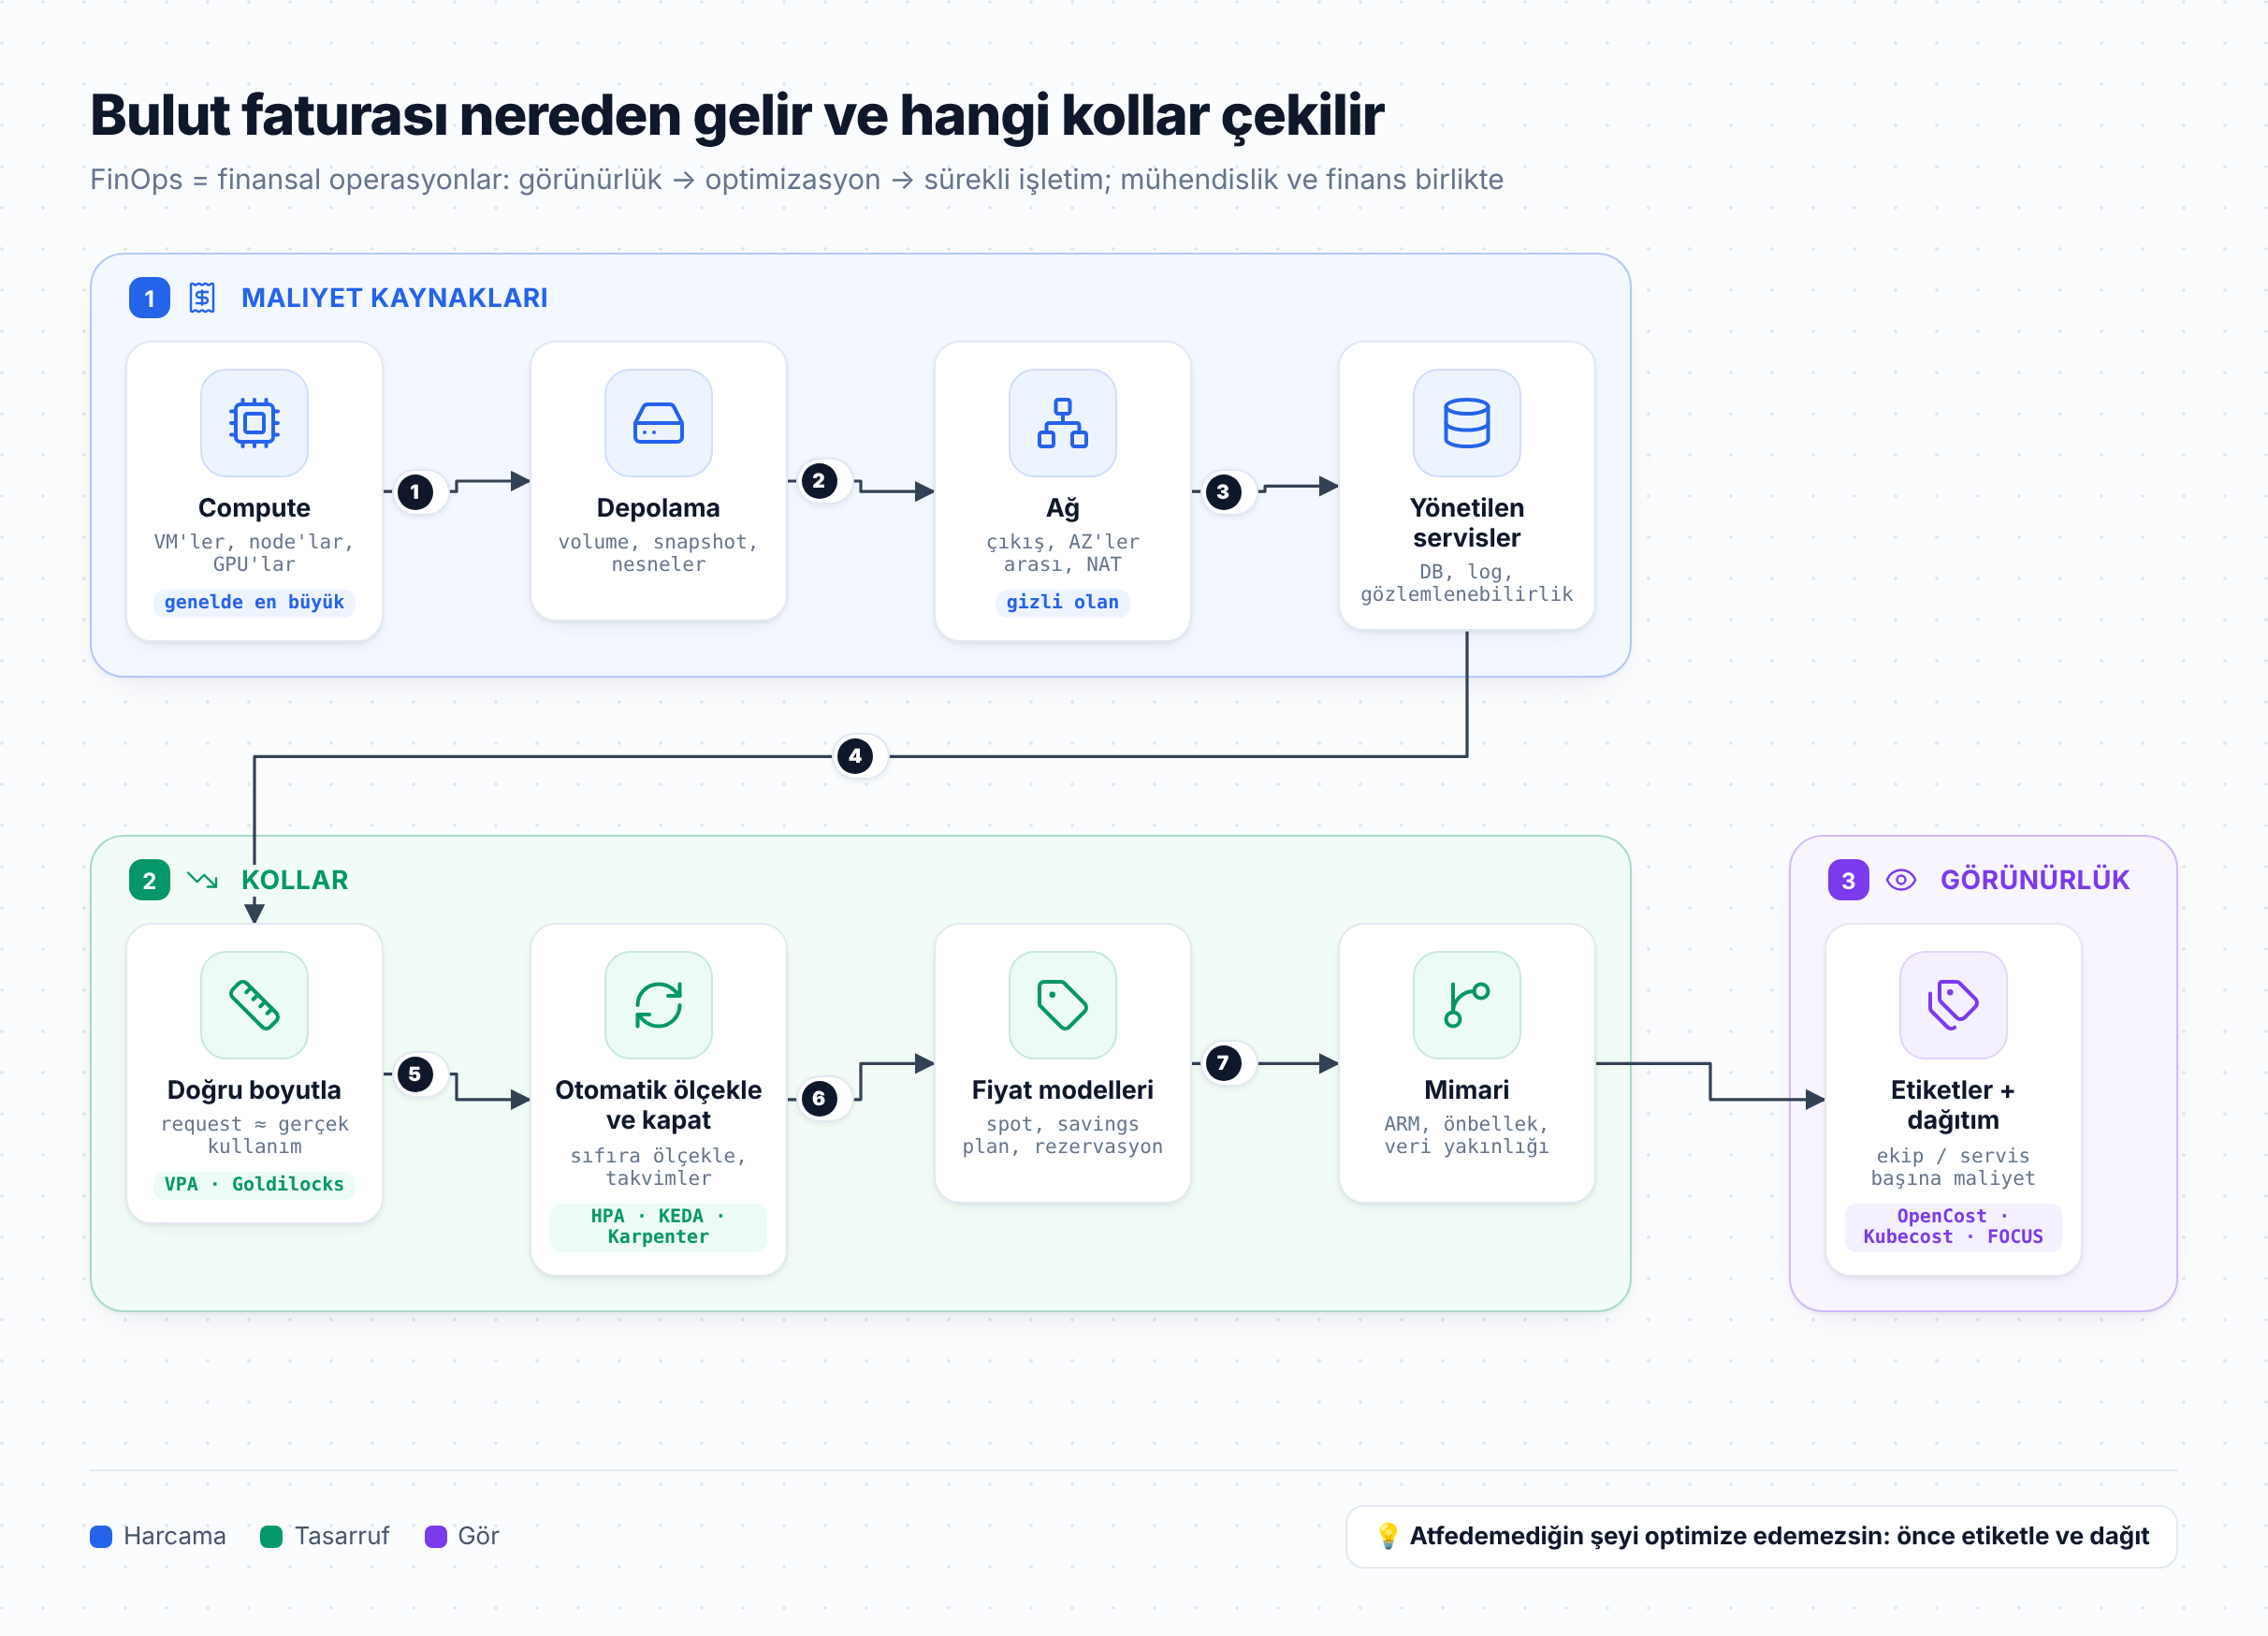 Bulut faturası nereden gelir ve hangi kollar çekilir
FinOps = finansal operasyonlar: görünürlük → optimizasyon → sürekli işletim; mühendislik ve finans birlikte
1 MALIYET KAYNAKLARI
Compute
VM'ler, node'lar,
GPU'lar
genelde en büyük
1
Depolama
volume, snapshot,
nesneler
2
Ağ
çıkış, AZ'ler
arası, NAT
gizli olan
3
Yönetilen
servisler
DB, log,
gözlemlenebilirlik
4
2 KOLLAR
Doğru boyutla
request ≈ gerçek
kullanım
VPA · Goldilocks
5
Otomatik ölçekle
ve kapat
sıfıra ölçekle,
takvimler
HPA · KEDA ·
Karpenter
6
Fiyat modelleri
spot, savings
plan, rezervasyon
7
Mimari
ARM, önbellek,
veri yakınlığı
3 GÖRÜNÜRLÜK
Etiketler +
dağıtım
ekip / servis
başına maliyet
OpenCost ·
Kubecost · FOCUS
Harcama
Tasarruf
Gör
💡 Atfedemediğin şeyi optimize edemezsin: önce etiketle ve dağıt